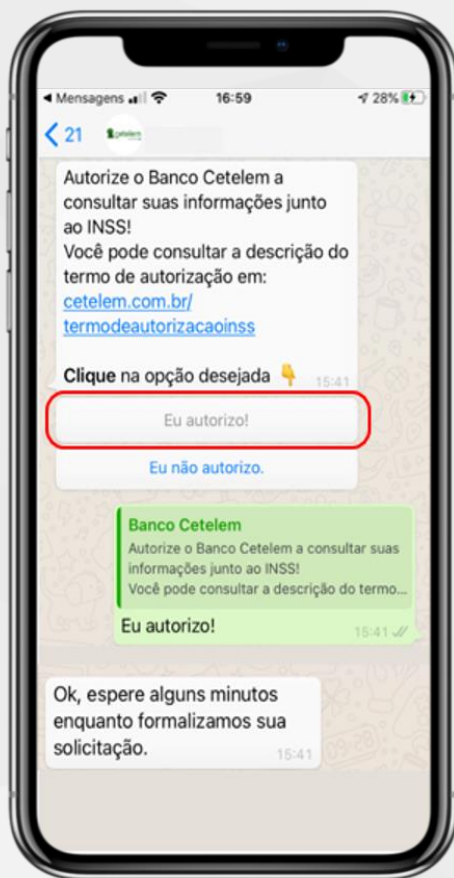 Mensagens 16:59 28%
21 cetelem
Autorize o Banco Cetelem a
consultar suas informações junto
ao INSS!
Você pode consultar a descrição do
termo de autorização em:
cetelem.com.br/
termodeautorizacaoinss
Clique na opção desejada 👇 15:41
Eu autorizo!
Eu não autorizo.
Banco Cetelem
Autorize o Banco Cetelem a consultar suas
informações junto ao INSS!
Você pode consultar a descrição do termo...
Eu autorizo! 15:41
Ok, espere alguns minutos
enquanto formalizamos sua
solicitação. 15:41